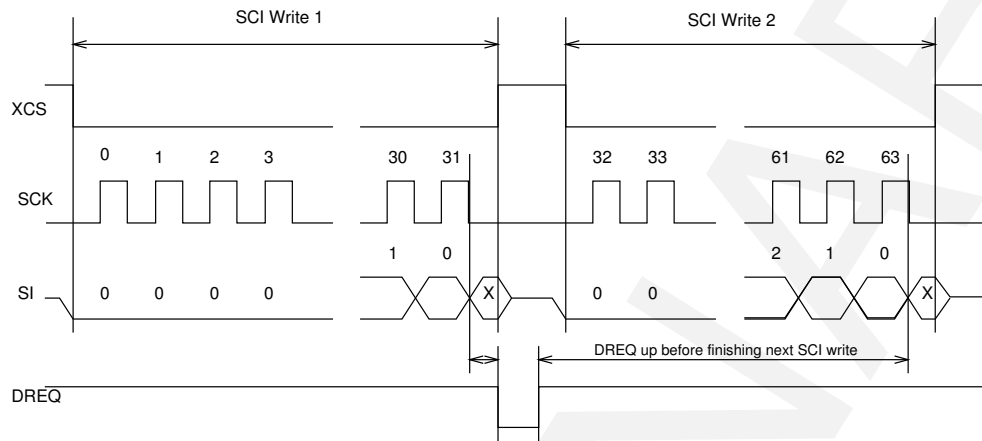 SCI Write 1 SCI Write 2
XCS
0 1 2 3 30 31 32 33 61 62 63
SCK
1 0 2 1 0
SI 0 0 0 0 X 0 0 X
DREQ up before finishing next SCI write
DREQ